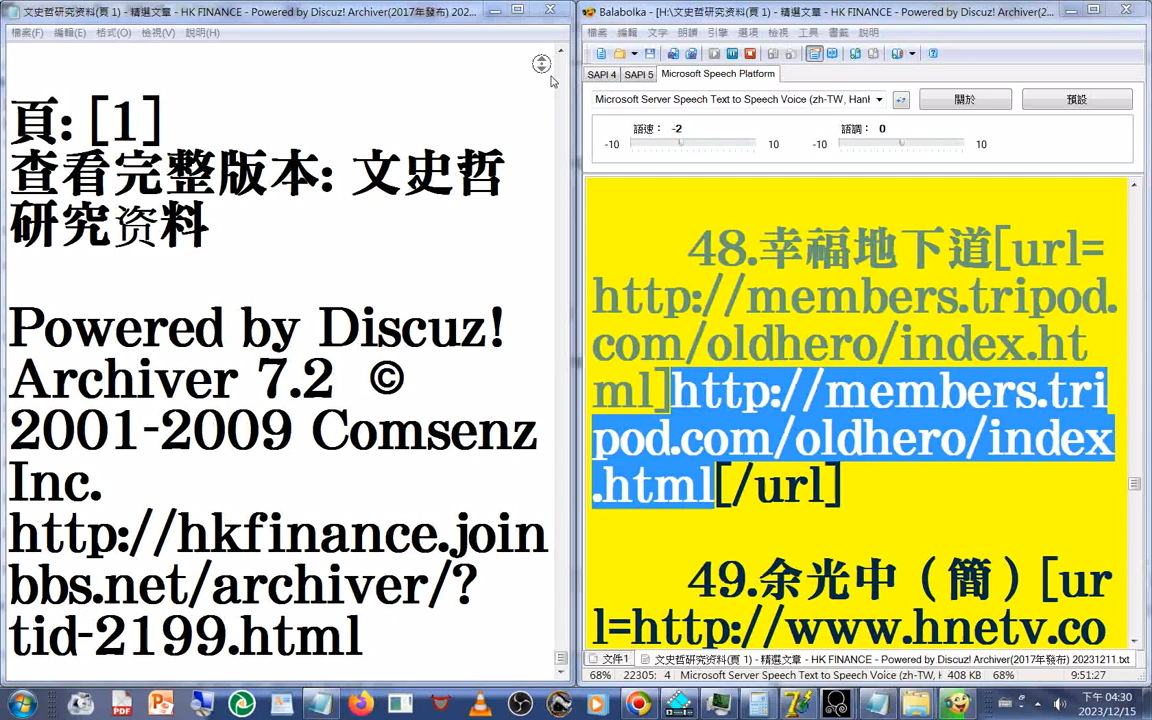 文史哲研究资料(頁 1) - 精選文章 - HK FINANCE - Powered by Discuz! Archiver(2017年發布) 202...
檔案(F) 編輯(E) 格式(O) 檢視(V) 說明(H)
頁: [1]
查看完整版本: 文史哲
研究资料
Powered by Discuz!
Archiver 7.2 ©
2001-2009 Comsenz
Inc.
http://hkfinance.join
bbs.net/archiver/?
tid-2199.html
Balabolka - [H:\文史哲研究资料(頁 1) - 精選文章 - HK FINANCE - Powered by Discuz! Archiver(2...
檔案 編輯 文字 朗讀 引擎 選項 檢視 工具 書籤 說明
SAPI 4 SAPI 5 Microsoft Speech Platform
Microsoft Server Speech Text to Speech Voice (zh-TW, Hanl
關於
預設
語速： -2 語調： 0
-10 10 -10 10
48.幸福地下道[url=
http://members.tripod.
com/oldhero/index.ht
ml]http://members.tri
pod.com/oldhero/index
.html[/url]
49.余光中（簡）[ur
l=http://www.hnetv.co
文件1 文史哲研究资料(頁 1) - 精選文章 - HK FINANCE - Powered by Discuz! Archiver(2017年發布) 20231211.txt
68% 22305: 4 Microsoft Speech Platform: Microsoft Server Speech Text to Speech Voice (zh-T 408 KB 68% 9:51:27
下午 04:30
2023/12/15